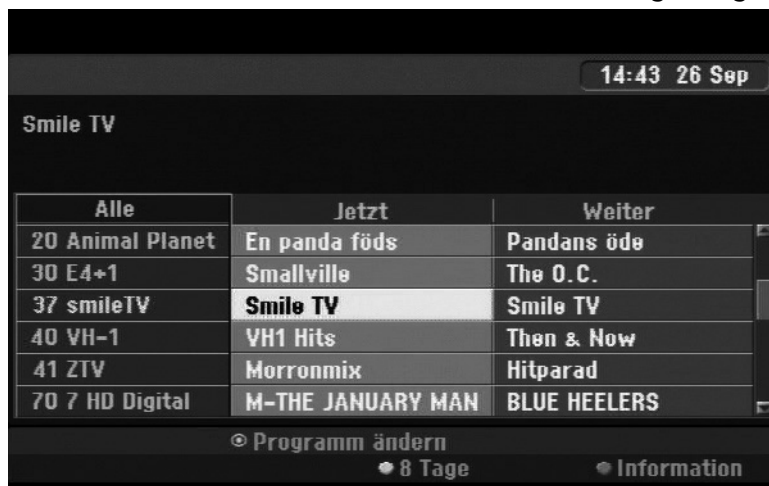 14:43 26 Sep
Smile TV
Alle Jetzt Weiter
20 Animal Planet En panda föds Pandans öde
30 E4+1 Smallville The O.C.
37 smileTV Smile TV Smile TV
40 VH-1 VH1 Hits Then & Now
41 ZTV Morronmix Hitparad
70 7 HD Digital M-THE JANUARY MAN BLUE HEELERS
Programm ändern
8 Tage Information